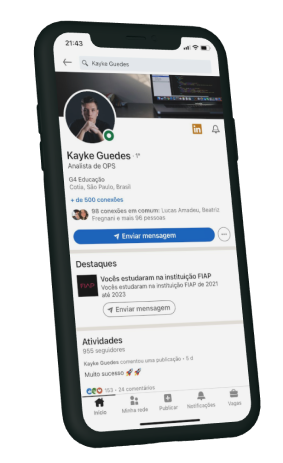 21:43
Kayke Guedes
in
Kayke Guedes · 1º
Analista de OPS
G4 Educação
Cotia, São Paulo, Brasil
+ de 500 conexões
98 conexões em comum: Lucas Amadeu, Beatriz
Fregnani e mais 96 pessoas
Enviar mensagem
Destaques
FIAP
Vocês estudaram na instituição FIAP
Vocês estudaram na instituição FIAP de 2021
até 2023
Enviar mensagem
Atividades
955 seguidores
Kayke Guedes comentou uma publicação • 5 d
Muito sucesso 🚀🚀
153 • 24 comentários
Início
Minha rede
Publicar
Notificações
Vagas